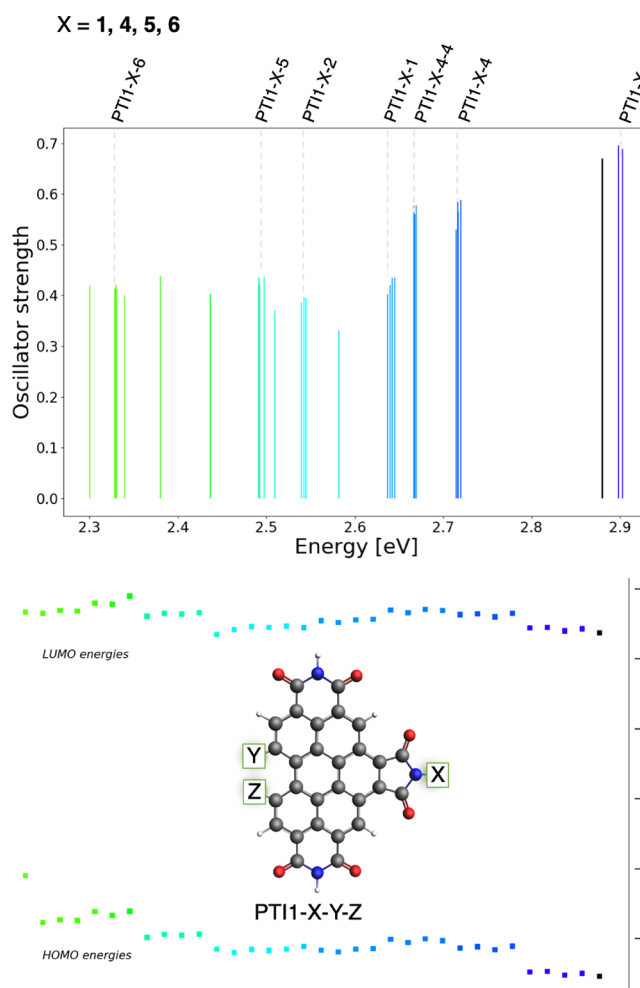 X = 1, 4, 5, 6
PTI1-X-6
PTI1-X-5
PTI1-X-2
PTI1-X-1
PTI1-X-4-4
PTI1-X-4
PTI1-X
Oscillator strength
0.7
0.6
0.5
0.4
0.3
0.2
0.1
0.0
2.3 2.4 2.5 2.6 2.7 2.8 2.9
Energy [eV]
LUMO energies
Y
X
Z
PTI1-X-Y-Z
HOMO energies